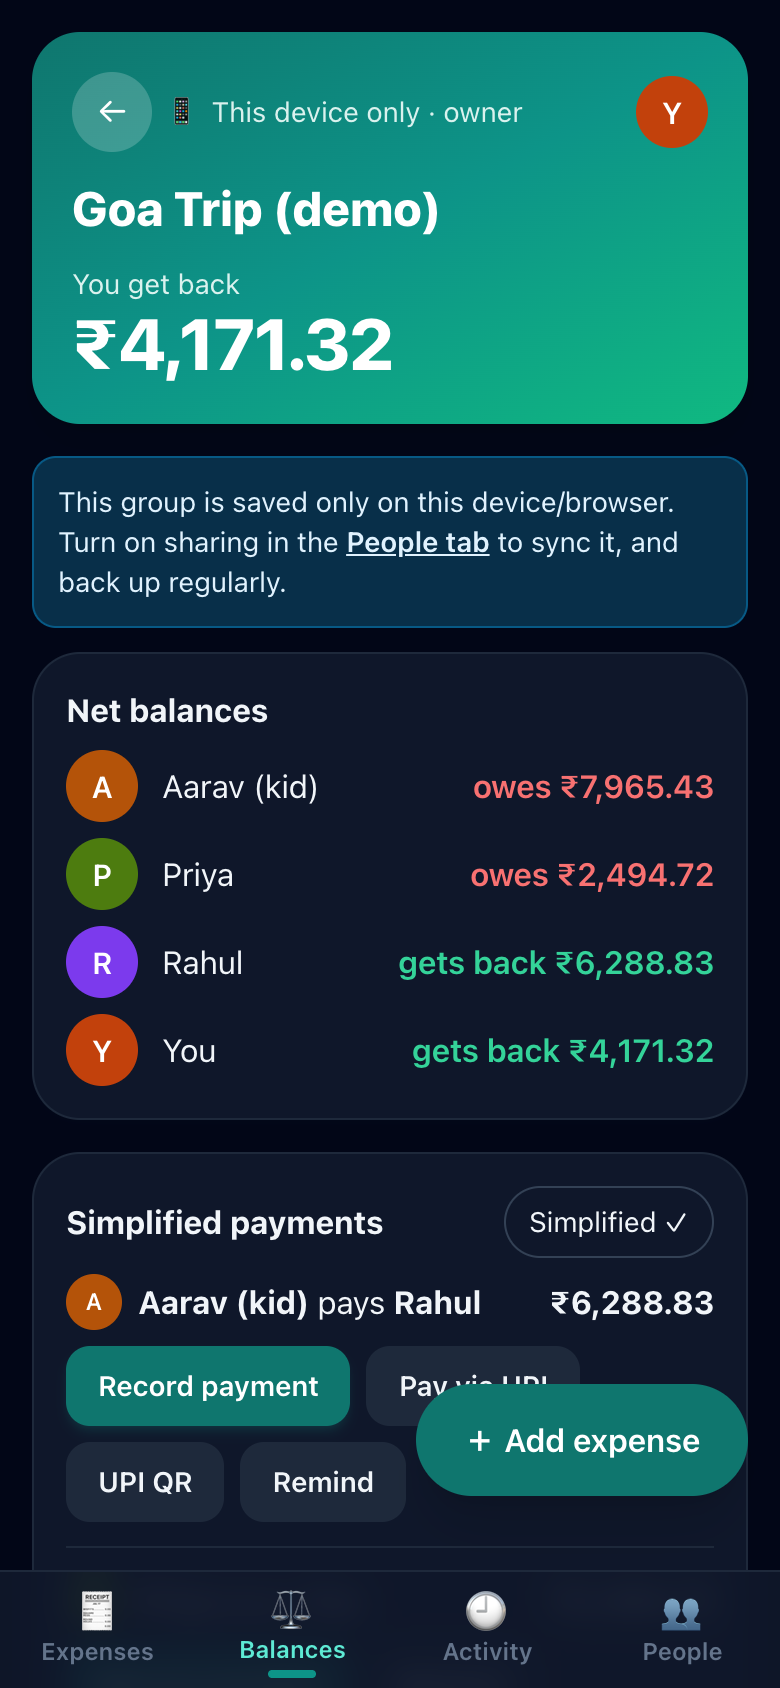 This device only · owner
Y
Goa Trip (demo)
You get back
₹4,171.32
This group is saved only on this device/browser.
Turn on sharing in the People tab to sync it, and
back up regularly.
Net balances
A Aarav (kid) owes ₹7,965.43
P Priya owes ₹2,494.72
R Rahul gets back ₹6,288.83
Y You gets back ₹4,171.32
Simplified payments Simplified ✓
A Aarav (kid) pays Rahul ₹6,288.83
Record payment Pay via UPI
+ Add expense
UPI QR Remind
RECEIPT
Expenses Balances Activity People